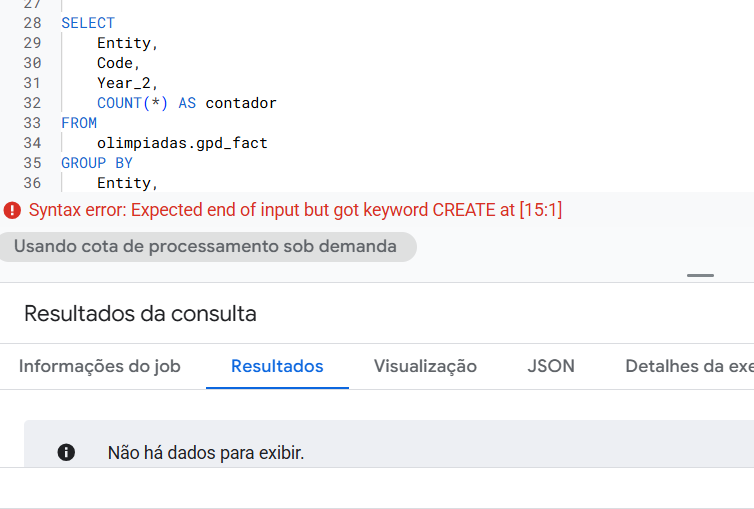 27
28 SELECT
29 Entity,
30 Code,
31 Year_2,
32 COUNT(*) AS contador
33 FROM
34 olimpiadas.gpd_fact
35 GROUP BY
36 Entity,
Syntax error: Expected end of input but got keyword CREATE at [15:1]
Usando cota de processamento sob demanda
Resultados da consulta
Informações do job Resultados Visualização JSON Detalhes da exe
Não há dados para exibir.